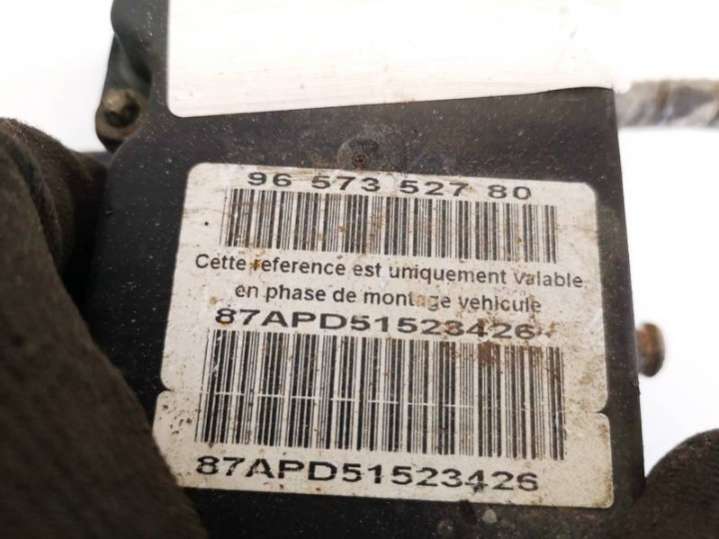 96 573 527 80
Cette reference est uniquement valable
en phase de montage vehicule
87APD51523426*
87APD51523426